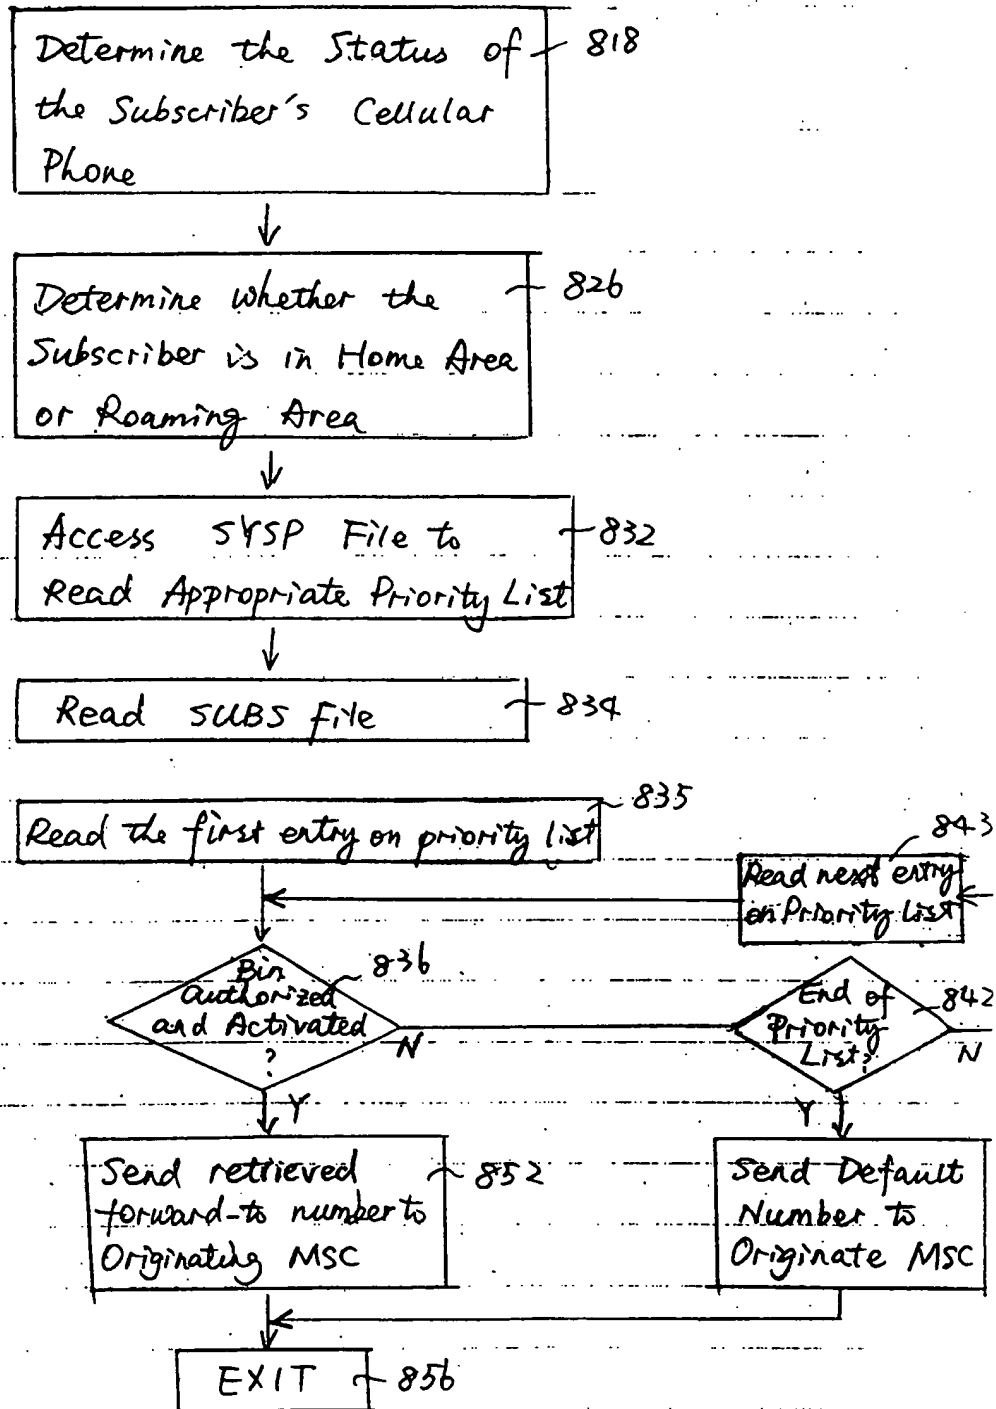 Determine the Status of
the Subscriber's Cellular
Phone
818
Determine whether the
Subscriber is in Home Area
or Roaming Area
826
Access SYSP File to
Read Appropriate Priority List
832
Read SUBS File
834
Read the first entry on priority list
835
Read next entry
on Priority List
843
Bin
authorized
and Activated
?
836
N
Y
End of
Priority
List?
842
N
Y
Send retrieved
forward-to number to
Originating MSC
852
Send Default
Number to
Originate MSC
EXIT
856